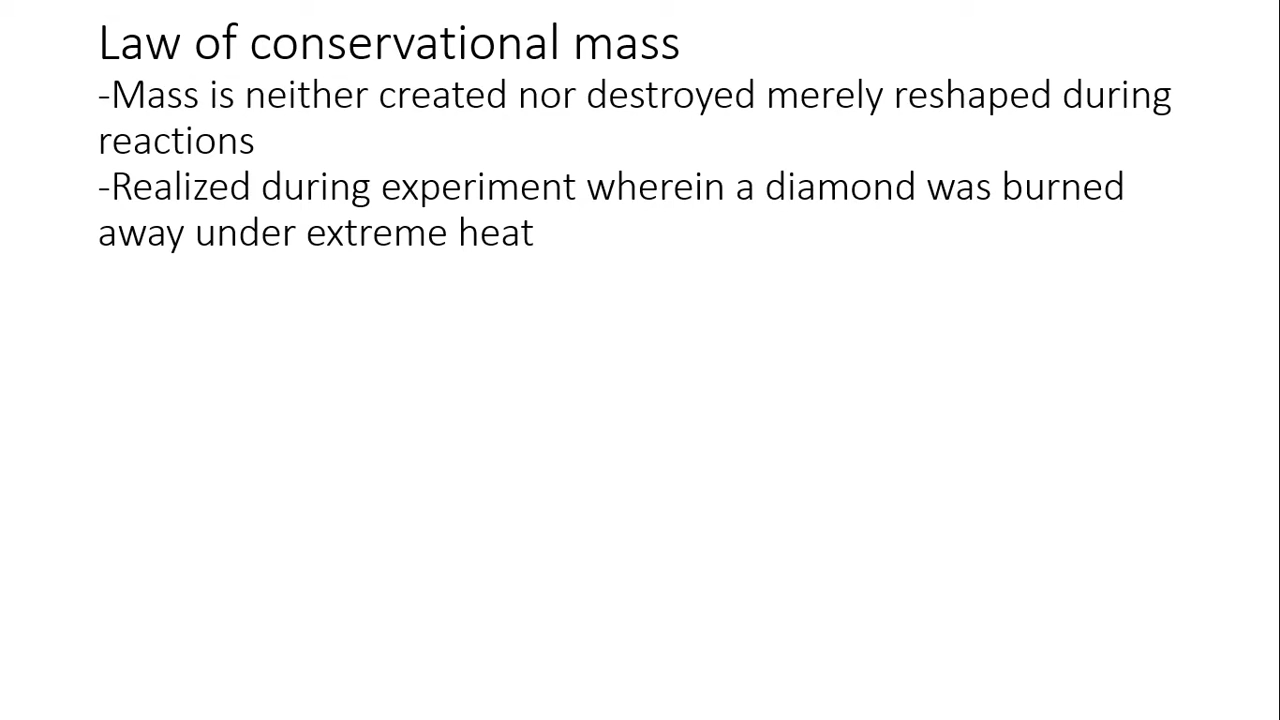 Law of conservational mass
-Mass is neither created nor destroyed merely reshaped during
reactions
-Realized during experiment wherein a diamond was burned
away under extreme heat